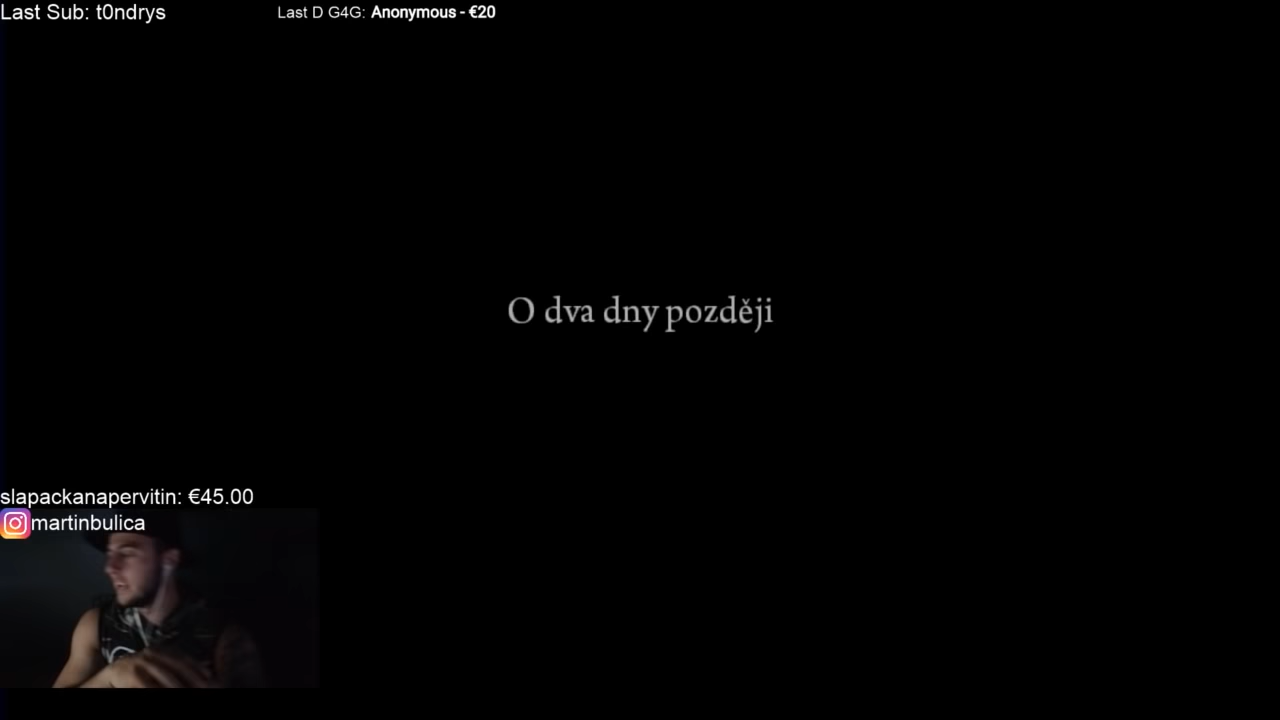 Last Sub: t0ndrys
Last D G4G: Anonymous - €20
O dva dny později
slapackanapervitin: €45.00
martinbulica